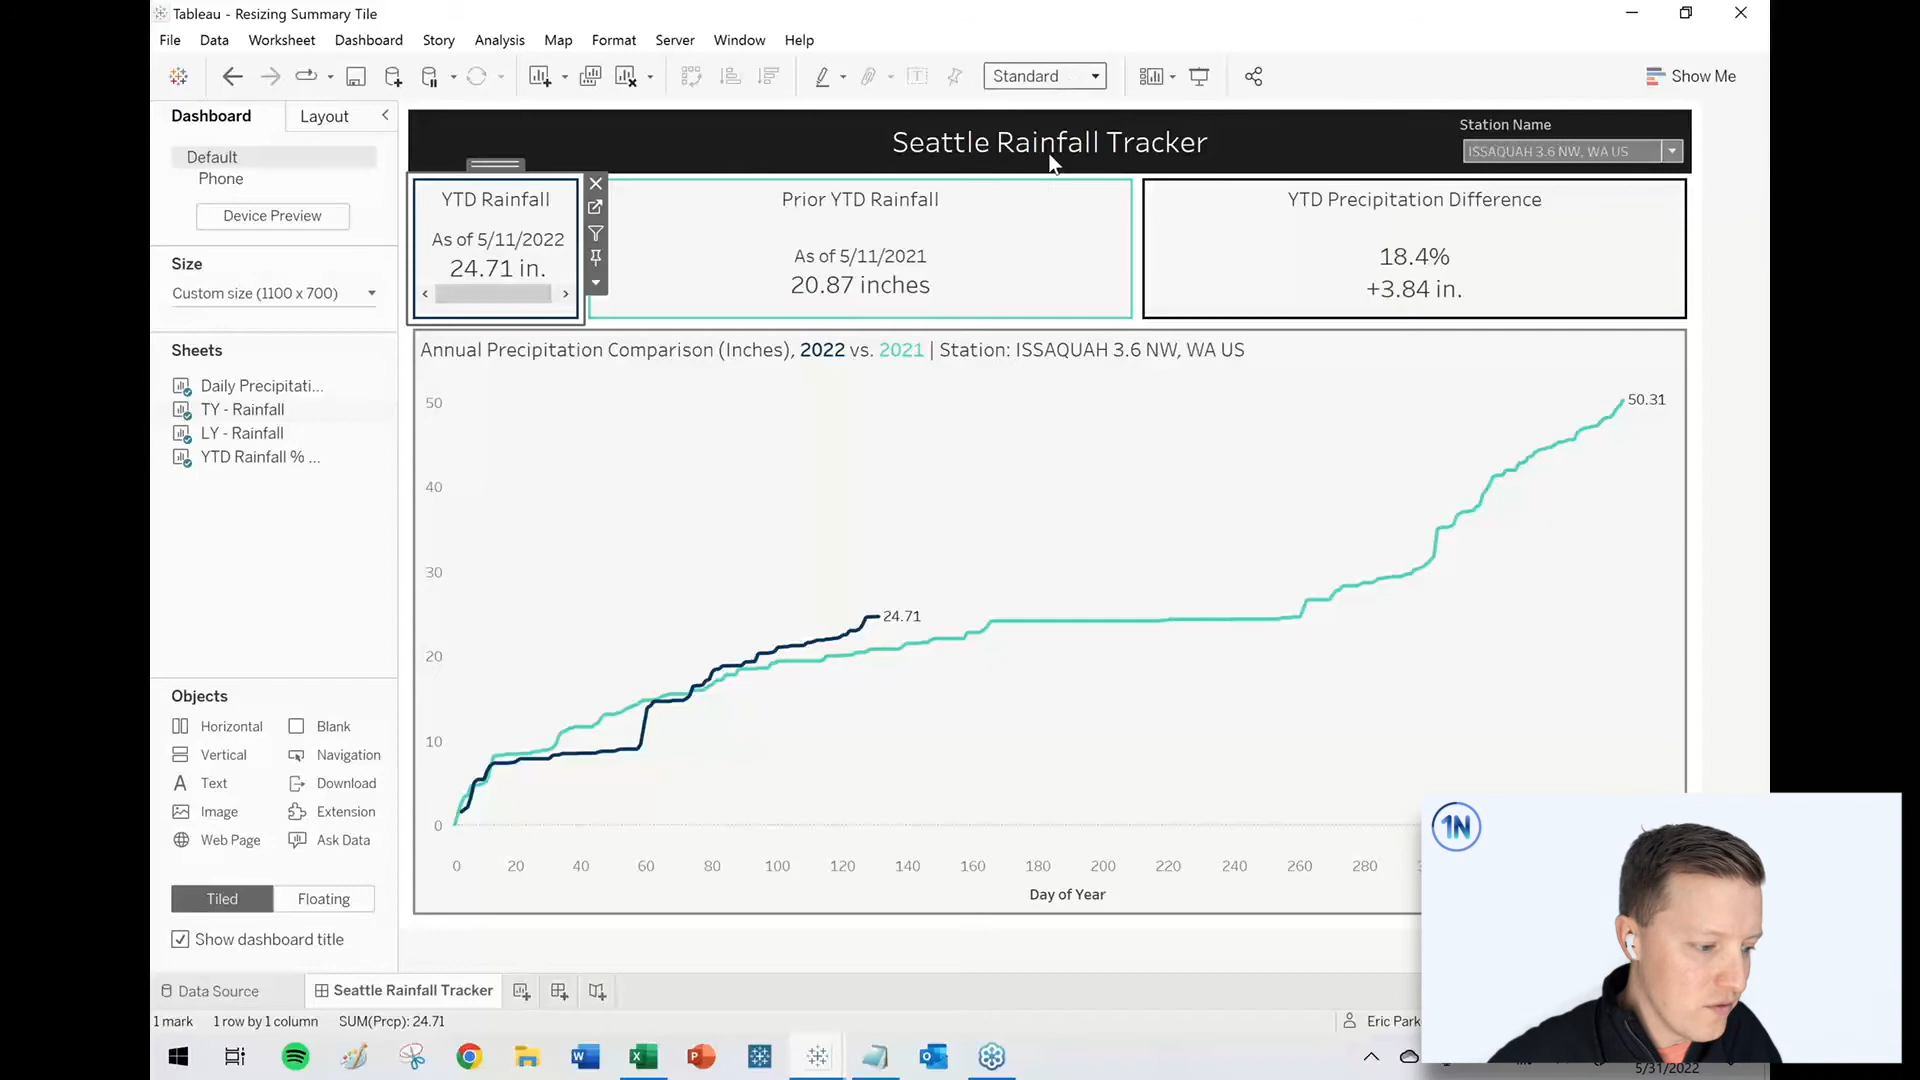 Tableau - Resizing Summary Tile
File Data Worksheet Dashboard Story Analysis Map Format Server Window Help
Standard
Show Me
Dashboard
Layout
Default
Phone
Device Preview
Size
Custom size (1100 x 700)
Sheets
Daily Precipitati...
TY - Rainfall
LY - Rainfall
YTD Rainfall % ...
Objects
Horizontal
Blank
Vertical
Navigation
Text
Download
Image
Extension
Web Page
Ask Data
Tiled
Floating
Show dashboard title
Seattle Rainfall Tracker
Station Name
ISSAQUAH 3.6 NW, WA US
YTD Rainfall
As of 5/11/2022
24.71 in.
Prior YTD Rainfall
As of 5/11/2021
20.87 inches
YTD Precipitation Difference
18.4%
+3.84 in.
Annual Precipitation Comparison (Inches), 2022 vs. 2021 | Station: ISSAQUAH 3.6 NW, WA US
50
40
30
20
10
0
50.31
24.71
0 20 40 60 80 100 120 140 160 180 200 220 240 260 280
Day of Year
1N
Data Source
Seattle Rainfall Tracker
1 mark
1 row by 1 column
SUM(Prcp): 24.71
Eric Park
5/31/2022